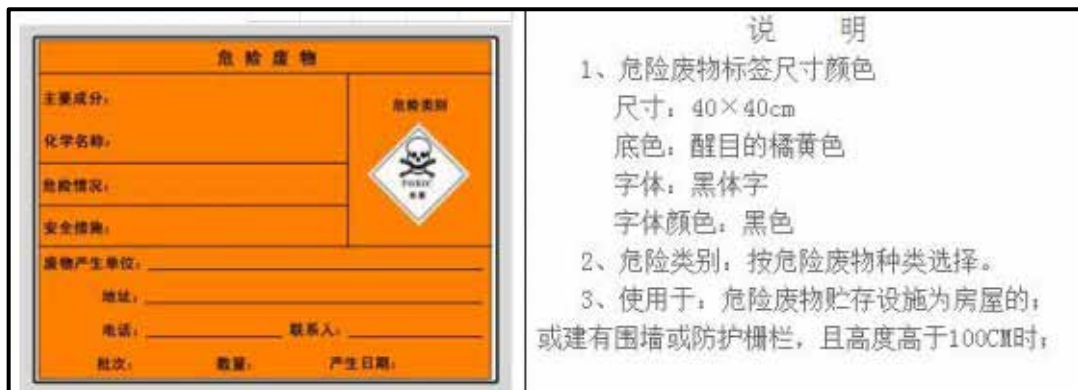 危险废物
主要成分：
危险类别
化学名称：
TOXIC
危险情况：
安全措施：
废物产生单位：
地址：
电话： 联系人：
批次： 数量： 产生日期：
说 明
1、危险废物标签尺寸颜色
尺寸：40×40cm
底色：醒目的橘黄色
字体：黑体字
字体颜色：黑色
2、危险类别：按危险废物种类选择。
3、使用于：危险废物贮存设施为房屋的；
或建有围墙或防护栅栏，且高度高于100CM时；